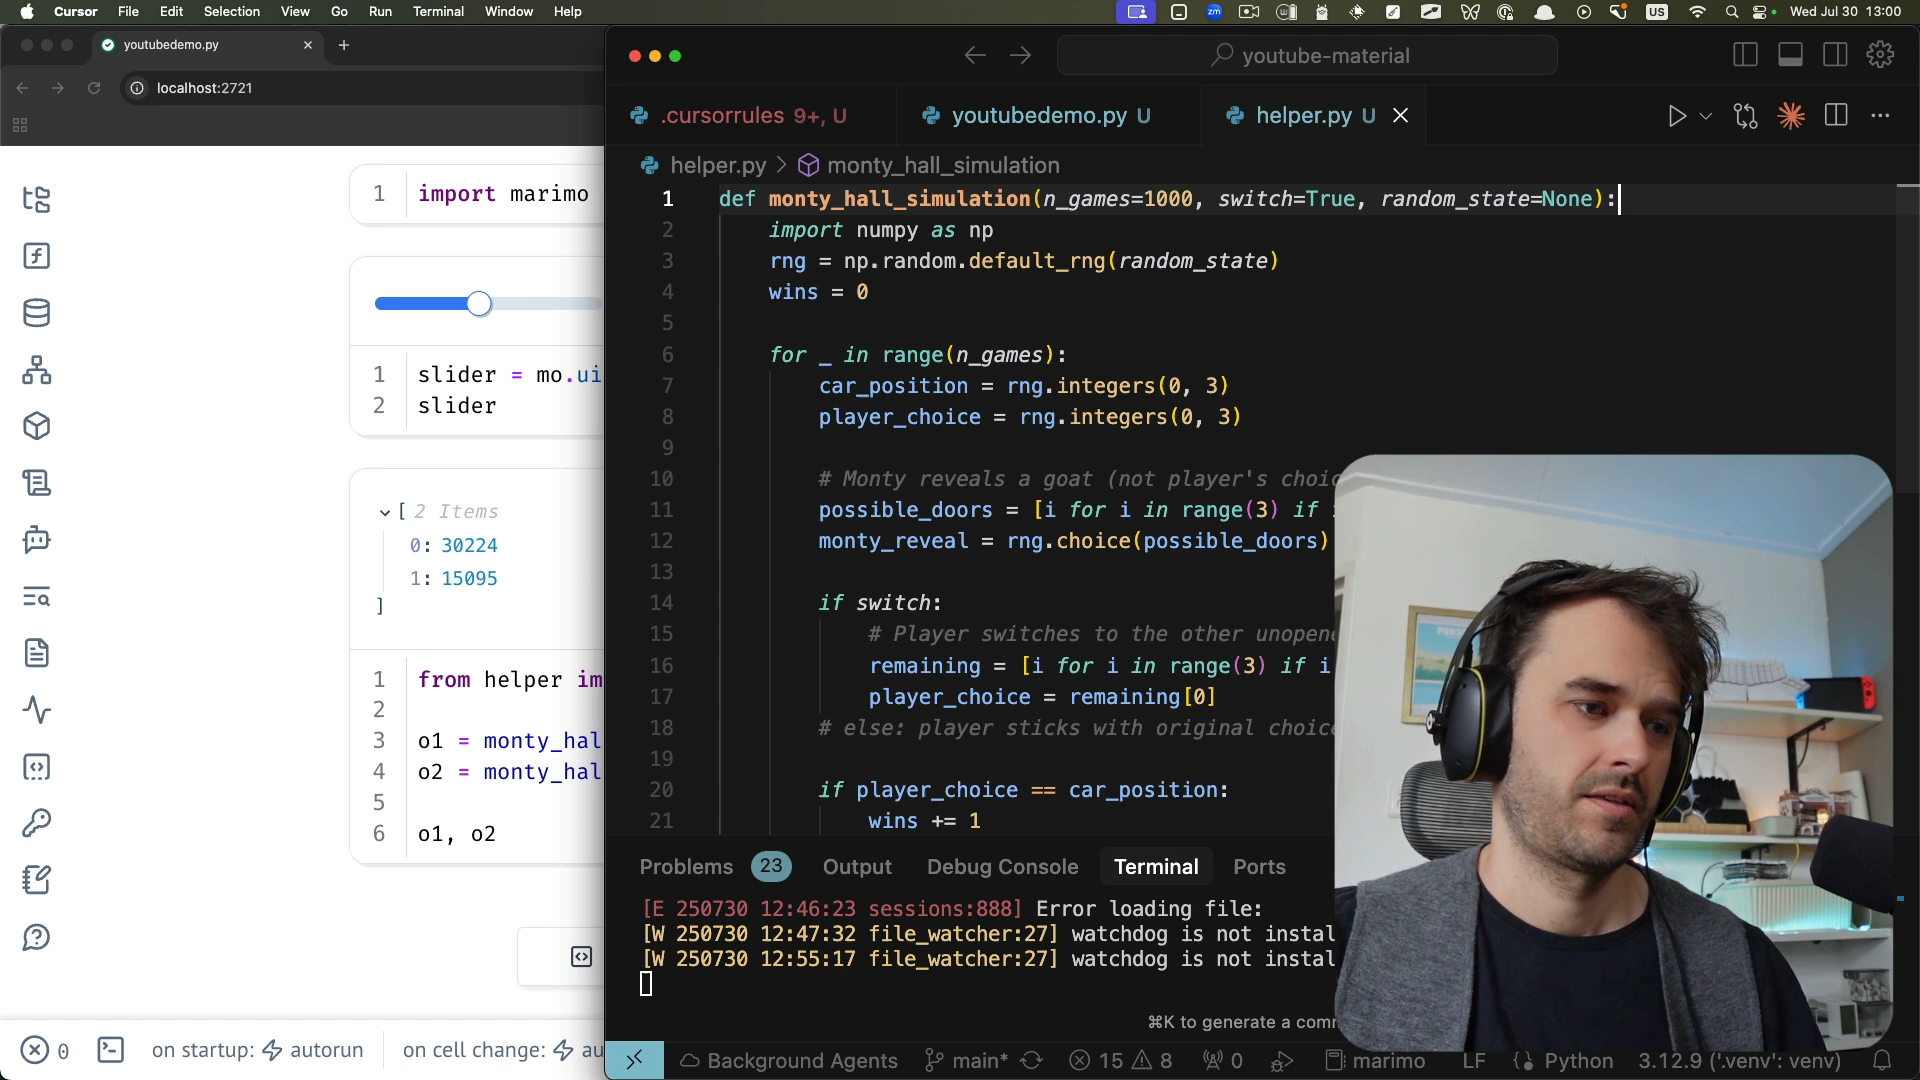 Cursor File Edit Selection View Go Run Terminal Window Help
zm US Wed Jul 30 13:00
youtubedemo.py
localhost:2721
1 import marimo
1 slider = mo.ui
2 slider
[ 2 Items
0: 30224
1: 15095
]
1 from helper im
2
3 o1 = monty_hal
4 o2 = monty_hal
5
6 o1, o2
0 on startup: autorun on cell change: au
youtube-material
.cursorrules 9+, U youtubedemo.py U helper.py U
helper.py > monty_hall_simulation
1 def monty_hall_simulation(n_games=1000, switch=True, random_state=None):
2 import numpy as np
3 rng = np.random.default_rng(random_state)
4 wins = 0
5
6 for _ in range(n_games):
7 car_position = rng.integers(0, 3)
8 player_choice = rng.integers(0, 3)
9
10 # Monty reveals a goat (not player's choic
11 possible_doors = [i for i in range(3) if
12 monty_reveal = rng.choice(possible_doors)
13
14 if switch:
15 # Player switches to the other unopene
16 remaining = [i for i in range(3) if i
17 player_choice = remaining[0]
18 # else: player sticks with original choice
19
20 if player_choice == car_position:
21 wins += 1
Problems 23 Output Debug Console Terminal Ports
[E 250730 12:46:23 sessions:888] Error loading file:
[W 250730 12:47:32 file_watcher:27] watchdog is not instal
[W 250730 12:55:17 file_watcher:27] watchdog is not instal
⌘K to generate a comm
Background Agents main* 15 8 0 marimo LF Python 3.12.9 ('.venv': venv)